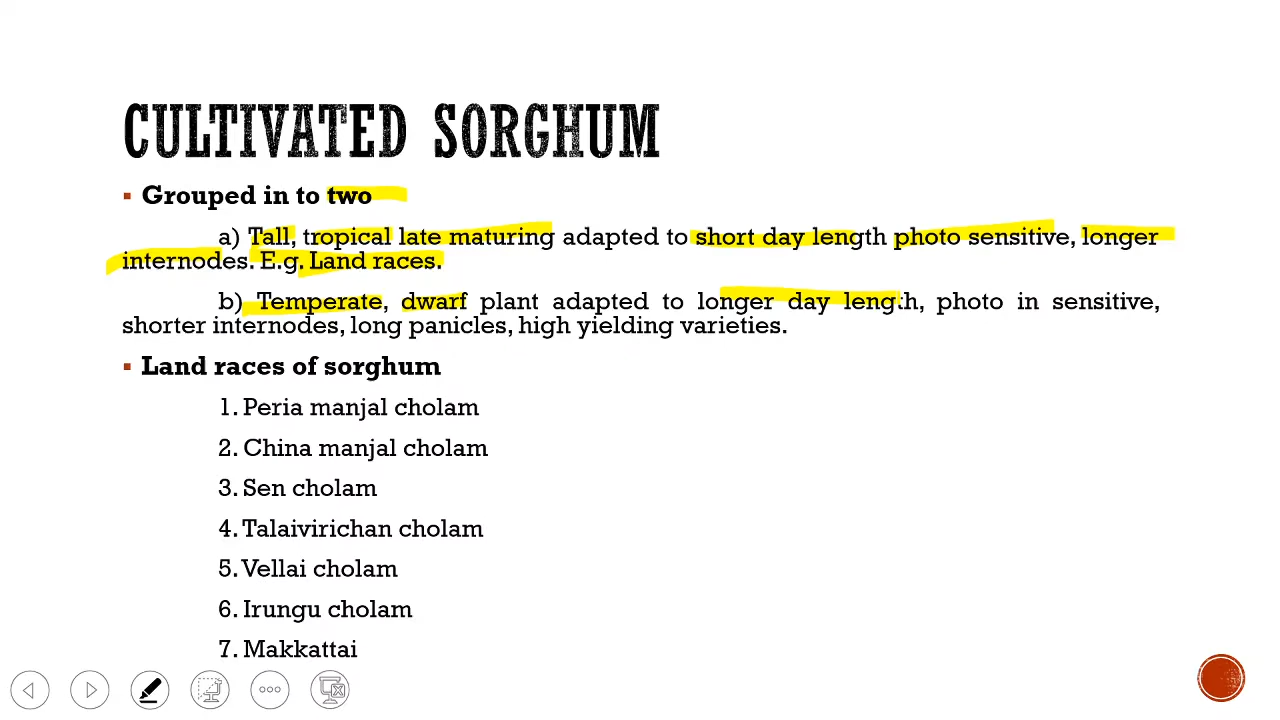 CULTIVATED SORGHUM
▪ Grouped in to two
a) Tall, tropical late maturing adapted to short day length photo sensitive, longer
internodes. E.g. Land races.
b) Temperate, dwarf plant adapted to longer day length, photo in sensitive,
shorter internodes, long panicles, high yielding varieties.
▪ Land races of sorghum
1. Peria manjal cholam
2. China manjal cholam
3. Sen cholam
4. Talaivirichan cholam
5. Vellai cholam
6. Irungu cholam
7. Makkattai